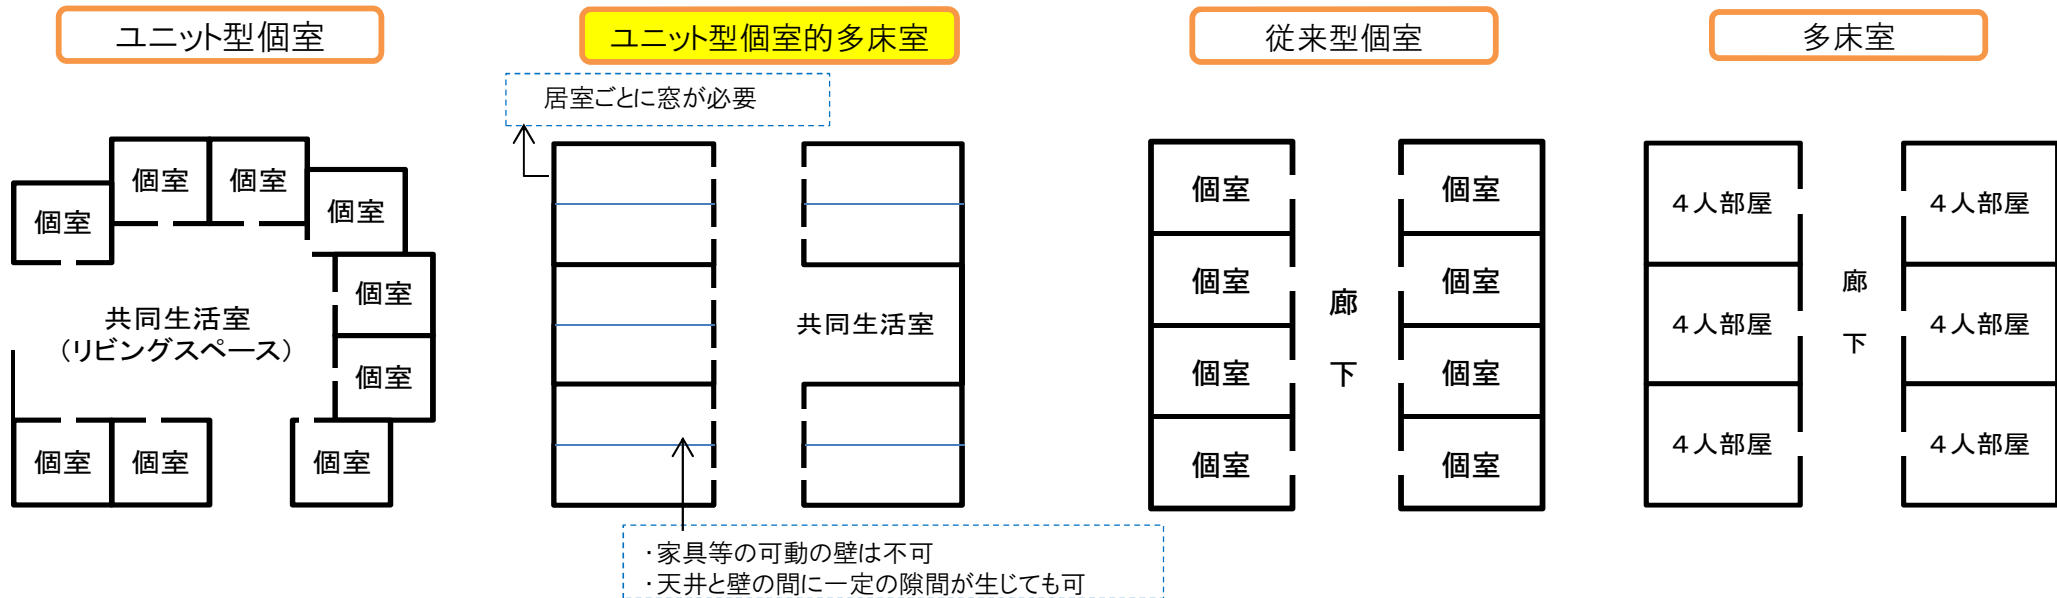 ユニット型個室
ユニット型個室的多床室
従来型個室
多床室
居室ごとに窓が必要
個室
個室
個室
個室
個室
個室
個室
個室
個室
共同生活室
（リビングスペース）
共同生活室
・家具等の可動の壁は不可
・天井と壁の間に一定の隙間が生じても可
個室
個室
個室
個室
個室
個室
個室
個室
廊
下
４人部屋
４人部屋
４人部屋
４人部屋
４人部屋
４人部屋
廊
下